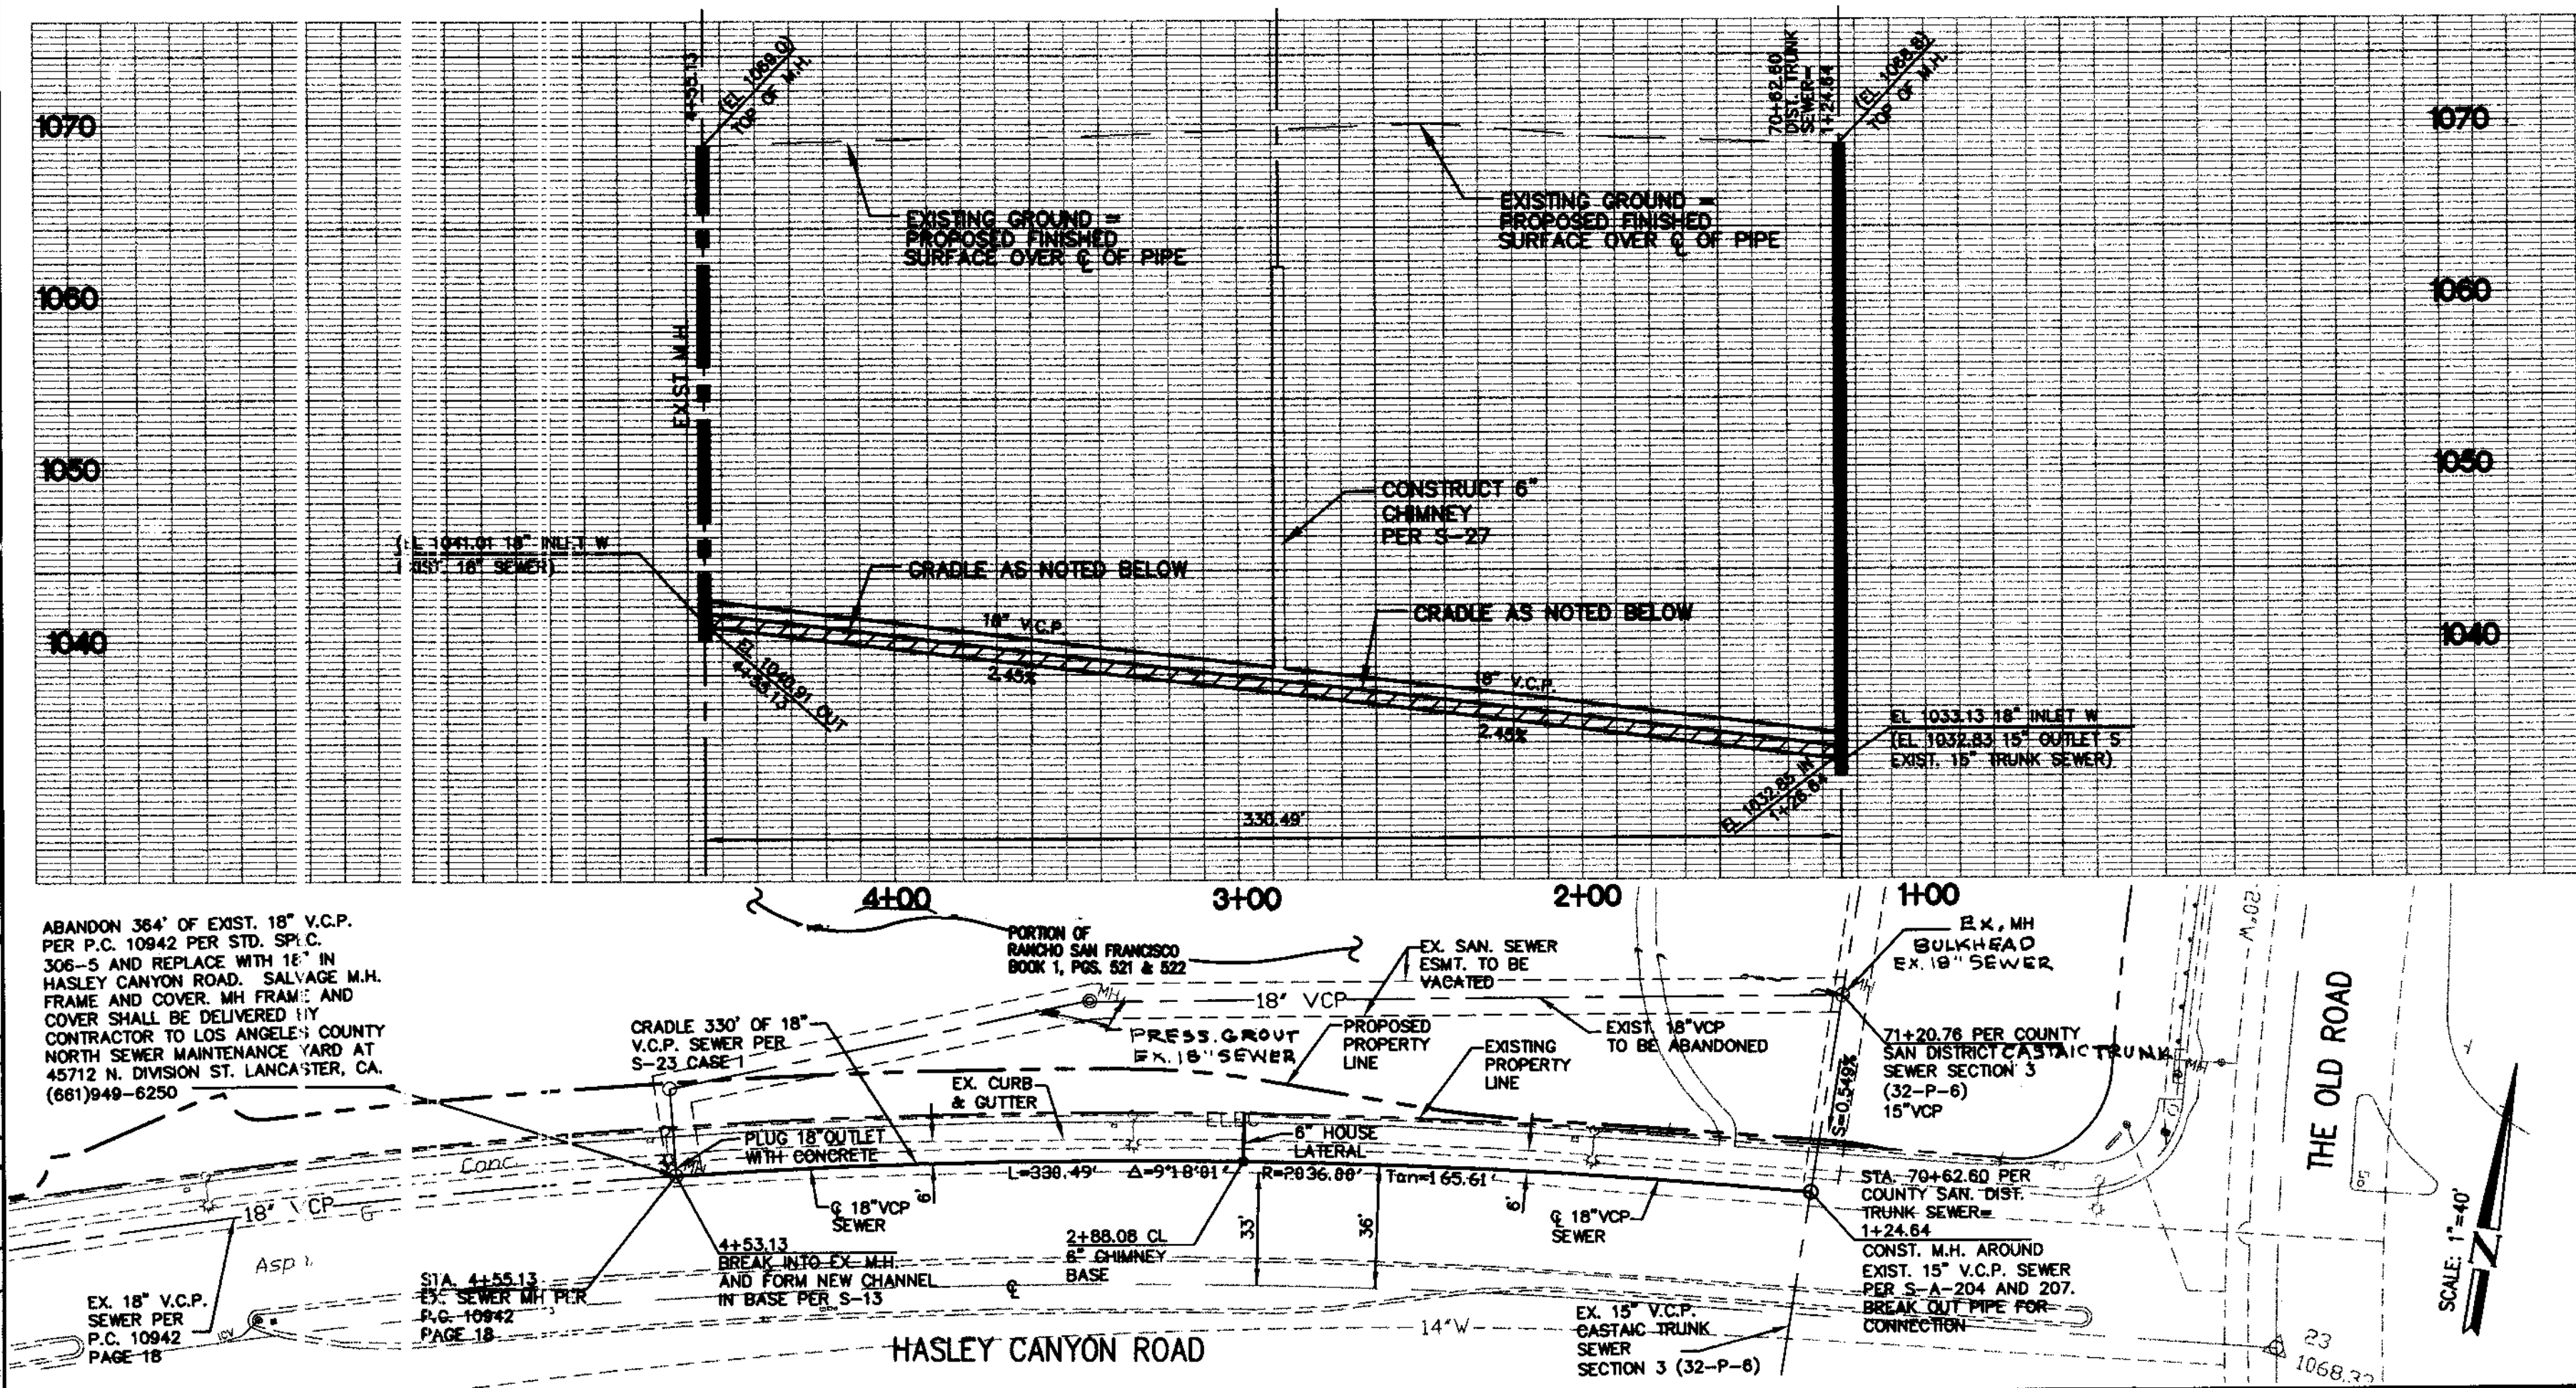 4+55.13
(EL 1069.0)
TOP OF M.H.
70+62.60
DIST. TRUNK
SEWER=
1+24.64
(EL 1068.8)
TOP OF M.H.
1070
1070
EXISTING GROUND =
PROPOSED FINISHED
SURFACE OVER ℄ OF PIPE
EXISTING GROUND =
PROPOSED FINISHED
SURFACE OVER ℄ OF PIPE
1060
1060
EXIST. M.H
1050
1050
CONSTRUCT 6"
CHIMNEY
PER S-27
(EL 1041.01 18" INLET W
EXIST. 18" SEWER)
CRADLE AS NOTED BELOW
CRADLE AS NOTED BELOW
18" V.C.P.
2.45%
1040
1040
EL 1040.91 OUT
4+53.13
18" V.C.P.
2.45%
EL 1033.13 18" INLET W
(EL 1032.83 15" OUTLET S
EXIST. 15" TRUNK SEWER)
EL 1032.85 IN
1+26.64
330.49'
4+00
3+00
2+00
1+00
ABANDON 364' OF EXIST. 18" V.C.P.
PER P.C. 10942 PER STD. SPEC.
306-5 AND REPLACE WITH 18" IN
HASLEY CANYON ROAD. SALVAGE M.H.
FRAME AND COVER. MH FRAME AND
COVER SHALL BE DELIVERED BY
CONTRACTOR TO LOS ANGELES COUNTY
NORTH SEWER MAINTENANCE YARD AT
45712 N. DIVISION ST. LANCASTER, CA.
(661)949-6250
PORTION OF
RANCHO SAN FRANCISCO
BOOK 1, PGS. 521 & 522
EX. SAN. SEWER
ESMT. TO BE
VACATED
EX. MH
BULKHEAD
EX. 18" SEWER
20"W
MH
18" VCP
MH
CRADLE 330' OF 18"
V.C.P. SEWER PER
S-23 CASE 1
PRESS. GROUT
EX. 18" SEWER
PROPOSED
PROPERTY
LINE
EXIST. 18"VCP
TO BE ABANDONED
EXISTING
PROPERTY
LINE
71+20.76 PER COUNTY
SAN DISTRICT CASTAIC TRUNK
SEWER SECTION 3
(32-P-6)
15"VCP
MH
S=0.549%
THE OLD ROAD
EX. CURB
& GUTTER
ELEC
PLUG 18"OUTLET
WITH CONCRETE
MH
6" HOUSE
LATERAL
Conc
L=330.49' Δ=9°18'01" R=2036.00' Tan=165.61'
18" VCP
G
6'
6'
33'
36'
℄ 18"VCP
SEWER
℄ 18"VCP
SEWER
STA. 70+62.60 PER
COUNTY SAN. DIST.
TRUNK SEWER=
1+24.64
CONST. M.H. AROUND
EXIST. 15" V.C.P. SEWER
PER S-A-204 AND 207.
BREAK OUT PIPE FOR
CONNECTION
4+53.13
BREAK INTO EX. M.H.
AND FORM NEW CHANNEL
IN BASE PER S-13
2+88.08 CL
6" CHIMNEY
BASE
STA. 4+55.13
EX. SEWER MH PER
P.C. 10942
PAGE 18
EX. 18" V.C.P.
SEWER PER
P.C. 10942
PAGE 18
ICV
℄
EX. 15" V.C.P.
CASTAIC TRUNK
SEWER
SECTION 3 (32-P-6)
14"W
HASLEY CANYON ROAD
SCALE: 1"=40'
N
23